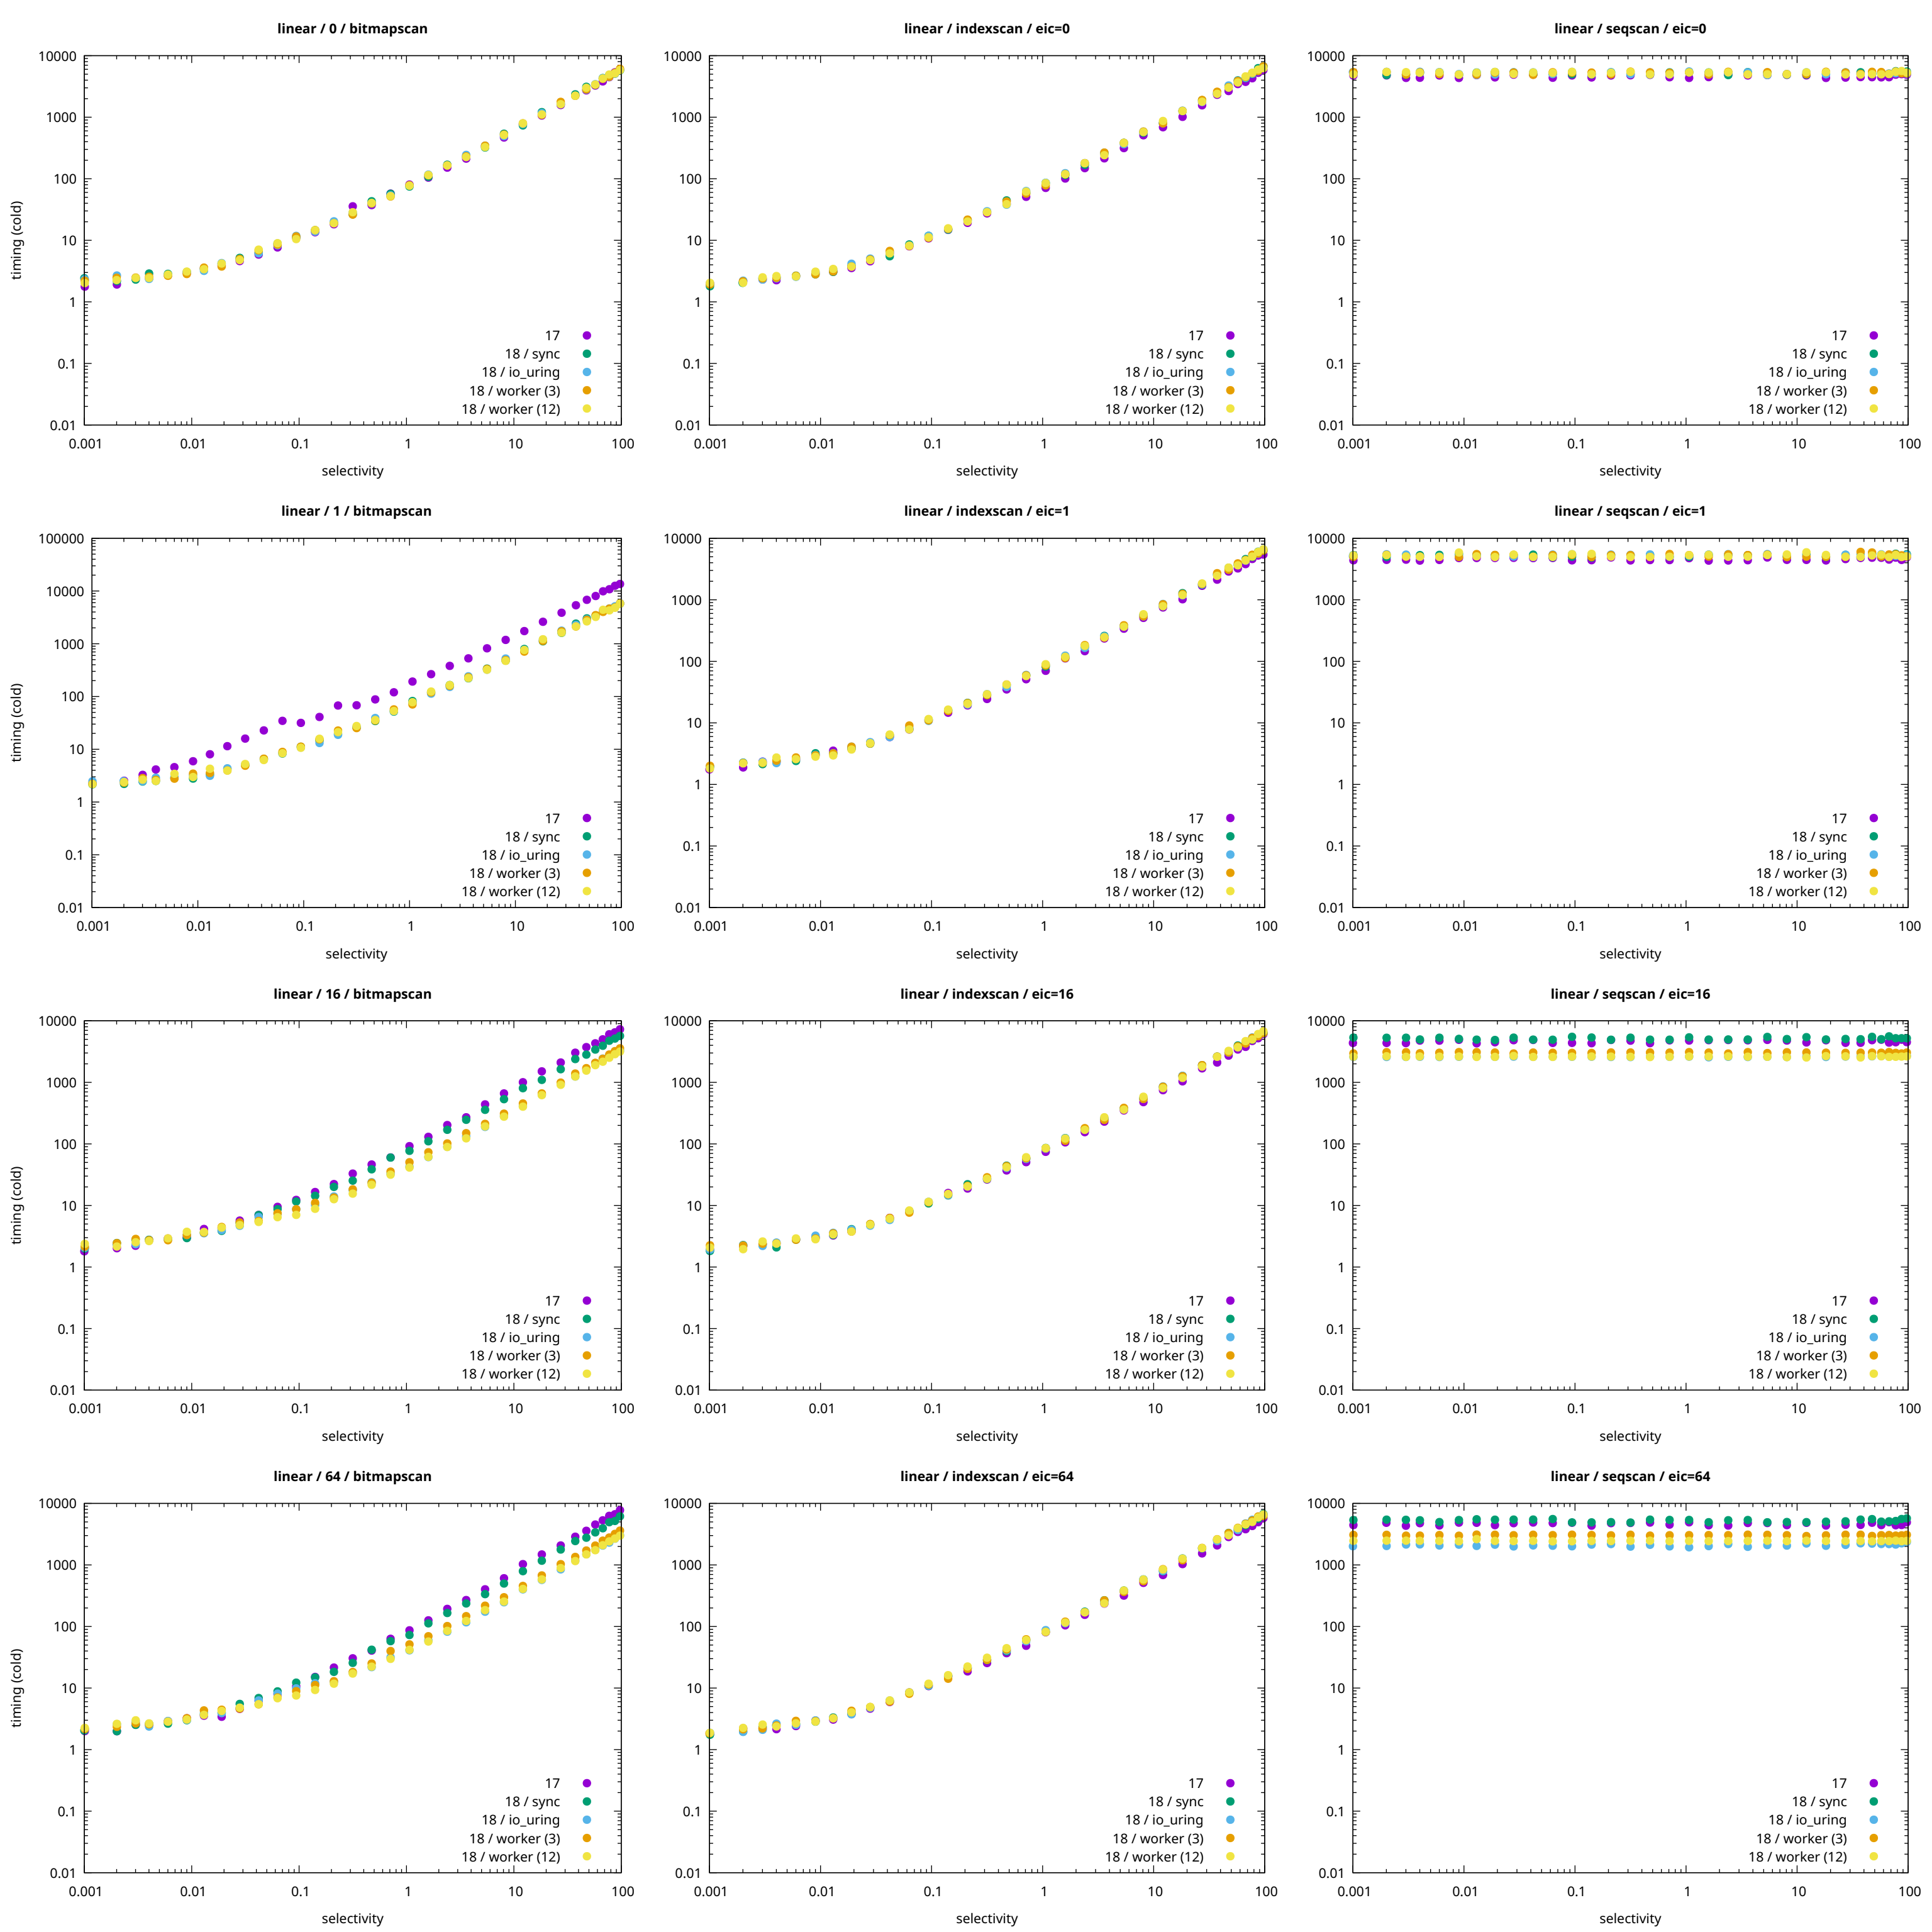 linear / 0 / bitmapscan
timing (cold)
10000
1000
100
10
1
0.1
0.01
17
18 / sync
18 / io_uring
18 / worker (3)
18 / worker (12)
0.001 0.01 0.1 1 10 100
selectivity
linear / indexscan / eic=0
10000
1000
100
10
1
0.1
0.01
17
18 / sync
18 / io_uring
18 / worker (3)
18 / worker (12)
0.001 0.01 0.1 1 10 100
selectivity
linear / seqscan / eic=0
10000
1000
100
10
1
0.1
0.01
17
18 / sync
18 / io_uring
18 / worker (3)
18 / worker (12)
0.001 0.01 0.1 1 10 100
selectivity
linear / 1 / bitmapscan
timing (cold)
100000
10000
1000
100
10
1
0.1
0.01
17
18 / sync
18 / io_uring
18 / worker (3)
18 / worker (12)
0.001 0.01 0.1 1 10 100
selectivity
linear / indexscan / eic=1
10000
1000
100
10
1
0.1
0.01
17
18 / sync
18 / io_uring
18 / worker (3)
18 / worker (12)
0.001 0.01 0.1 1 10 100
selectivity
linear / seqscan / eic=1
10000
1000
100
10
1
0.1
0.01
17
18 / sync
18 / io_uring
18 / worker (3)
18 / worker (12)
0.001 0.01 0.1 1 10 100
selectivity
linear / 16 / bitmapscan
timing (cold)
10000
1000
100
10
1
0.1
0.01
17
18 / sync
18 / io_uring
18 / worker (3)
18 / worker (12)
0.001 0.01 0.1 1 10 100
selectivity
linear / indexscan / eic=16
10000
1000
100
10
1
0.1
0.01
17
18 / sync
18 / io_uring
18 / worker (3)
18 / worker (12)
0.001 0.01 0.1 1 10 100
selectivity
linear / seqscan / eic=16
10000
1000
100
10
1
0.1
0.01
17
18 / sync
18 / io_uring
18 / worker (3)
18 / worker (12)
0.001 0.01 0.1 1 10 100
selectivity
linear / 64 / bitmapscan
timing (cold)
10000
1000
100
10
1
0.1
0.01
17
18 / sync
18 / io_uring
18 / worker (3)
18 / worker (12)
0.001 0.01 0.1 1 10 100
selectivity
linear / indexscan / eic=64
10000
1000
100
10
1
0.1
0.01
17
18 / sync
18 / io_uring
18 / worker (3)
18 / worker (12)
0.001 0.01 0.1 1 10 100
selectivity
linear / seqscan / eic=64
10000
1000
100
10
1
0.1
0.01
17
18 / sync
18 / io_uring
18 / worker (3)
18 / worker (12)
0.001 0.01 0.1 1 10 100
selectivity